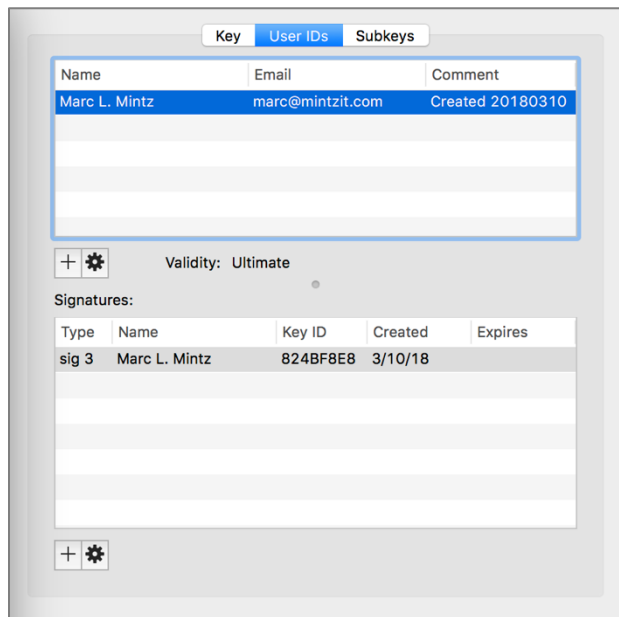 Key User IDs Subkeys
Name Email Comment
Marc L. Mintz marc@mintzit.com Created 20180310
Validity: Ultimate
Signatures:
Type Name Key ID Created Expires
sig 3 Marc L. Mintz 824BF8E8 3/10/18